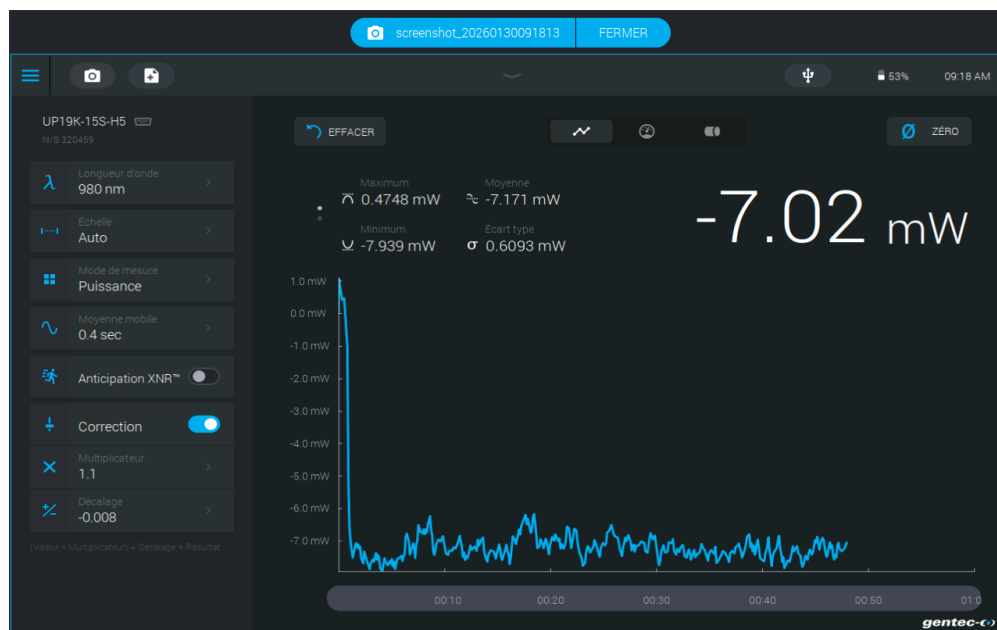 screenshot_20260130091813 FERMER
53% 09:18 AM
UP19K-15S-H5
N/S 320459
EFFACER
ZÉRO
Longueur d'onde
980 nm
Échelle
Auto
Mode de mesure
Puissance
Moyenne mobile
0.4 sec
Anticipation XNR™
Correction
Multiplicateur
1.1
Décalage
-0.008
(Valeur * Multiplicateur) + Décalage = Résultat
Maximum
0.4748 mW
Moyenne
-7.171 mW
Minimum
-7.939 mW
Écart type
σ 0.6093 mW
-7.02 mW
1.0 mW
0.0 mW
-1.0 mW
-2.0 mW
-3.0 mW
-4.0 mW
-5.0 mW
-6.0 mW
-7.0 mW
00:10 00:20 00:30 00:40 00:50 01:0
gentec-eo